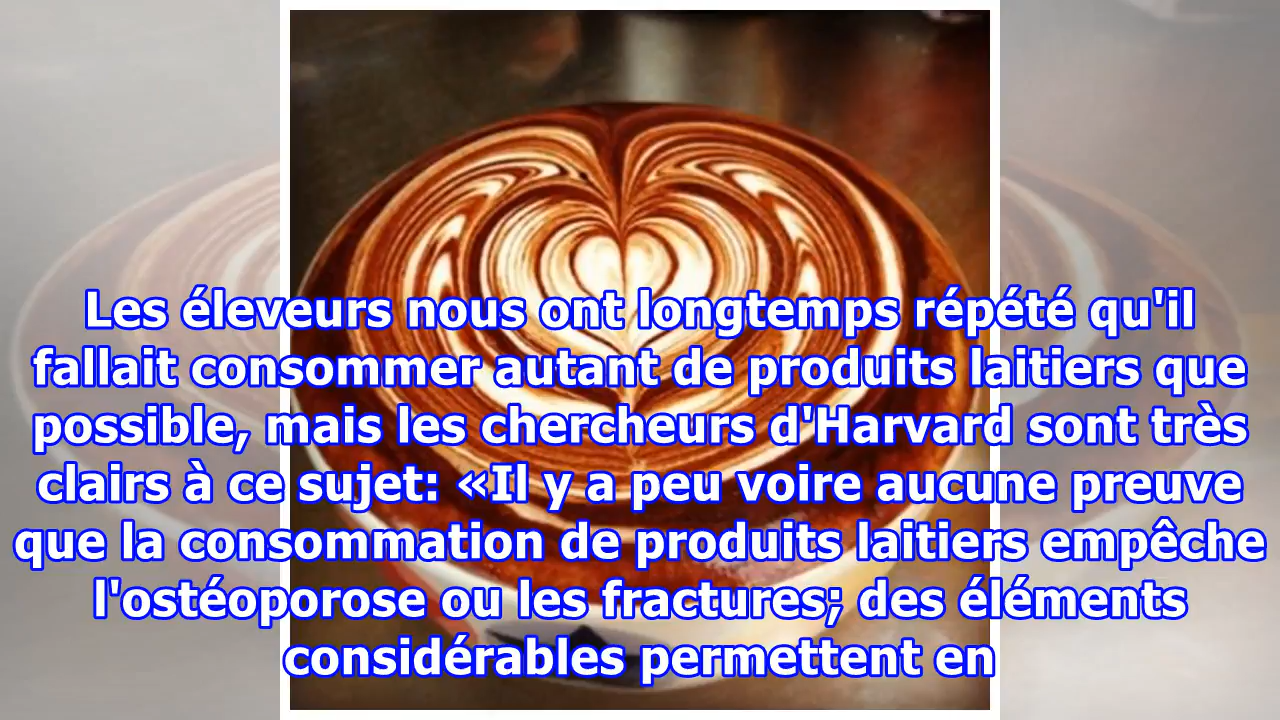 Les éleveurs nous ont longtemps répété qu'il
fallait consommer autant de produits laitiers que
possible, mais les chercheurs d'Harvard sont très
clairs à ce sujet: «Il y a peu voire aucune preuve
que la consommation de produits laitiers empêche
l'ostéoporose ou les fractures; des éléments
considérables permettent en